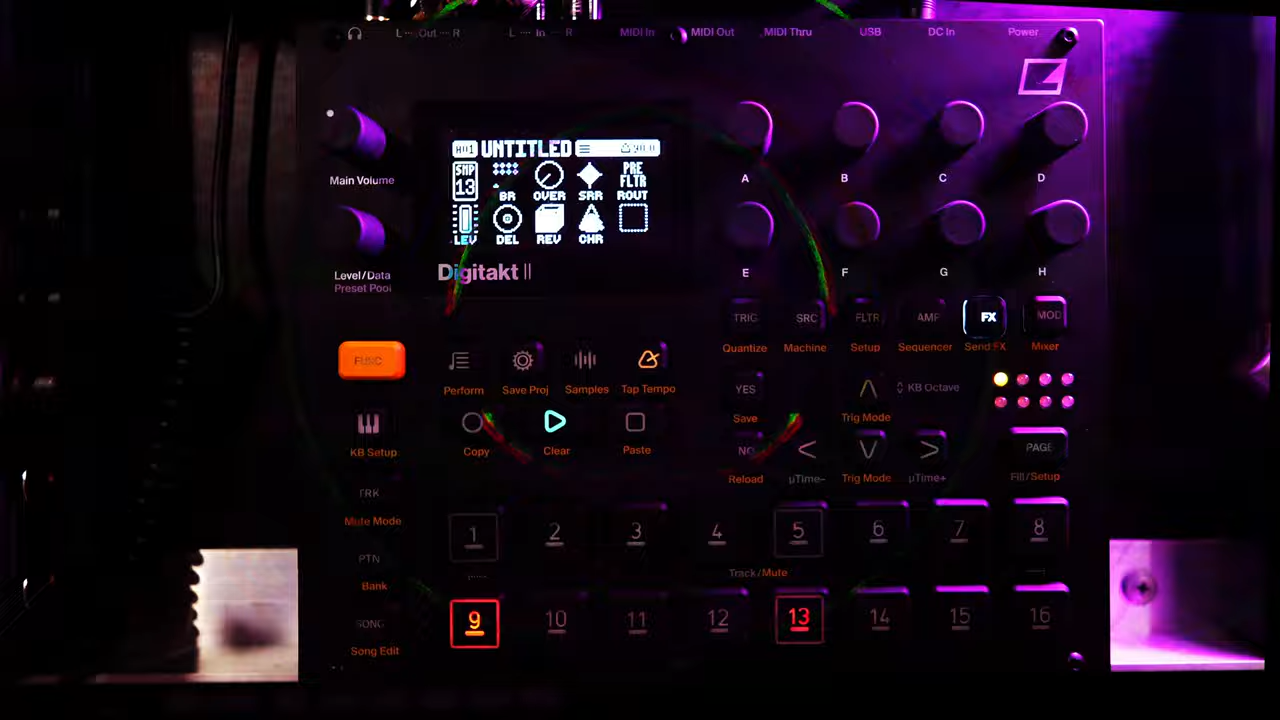 L Out R L In R MIDI In MIDI Out MIDI Thru USB DC In Power
A01 UNTITLED
SMP 13 BR OVER SRR PRE FLTR ROUT
LEV DEL REV CHR
Main Volume
A B C D
Level/Data
Preset Pool
Digitakt II
E F G H
TRIG SRC FLTR AMP FX MOD
Quantize Machine Setup Sequencer Send FX Mixer
FUNC
Perform Save Proj Samples Tap Tempo
YES KB Octave
Save Trig Mode
KB Setup Copy Clear Paste
NO < V > PAGE
Reload µTime- Trig Mode µTime+ Fill/Setup
TRK
Mute Mode
1 2 3 4 5 6 7 8
PTN
Bank
Track/Mute
SONG
Song Edit
9 10 11 12 13 14 15 16